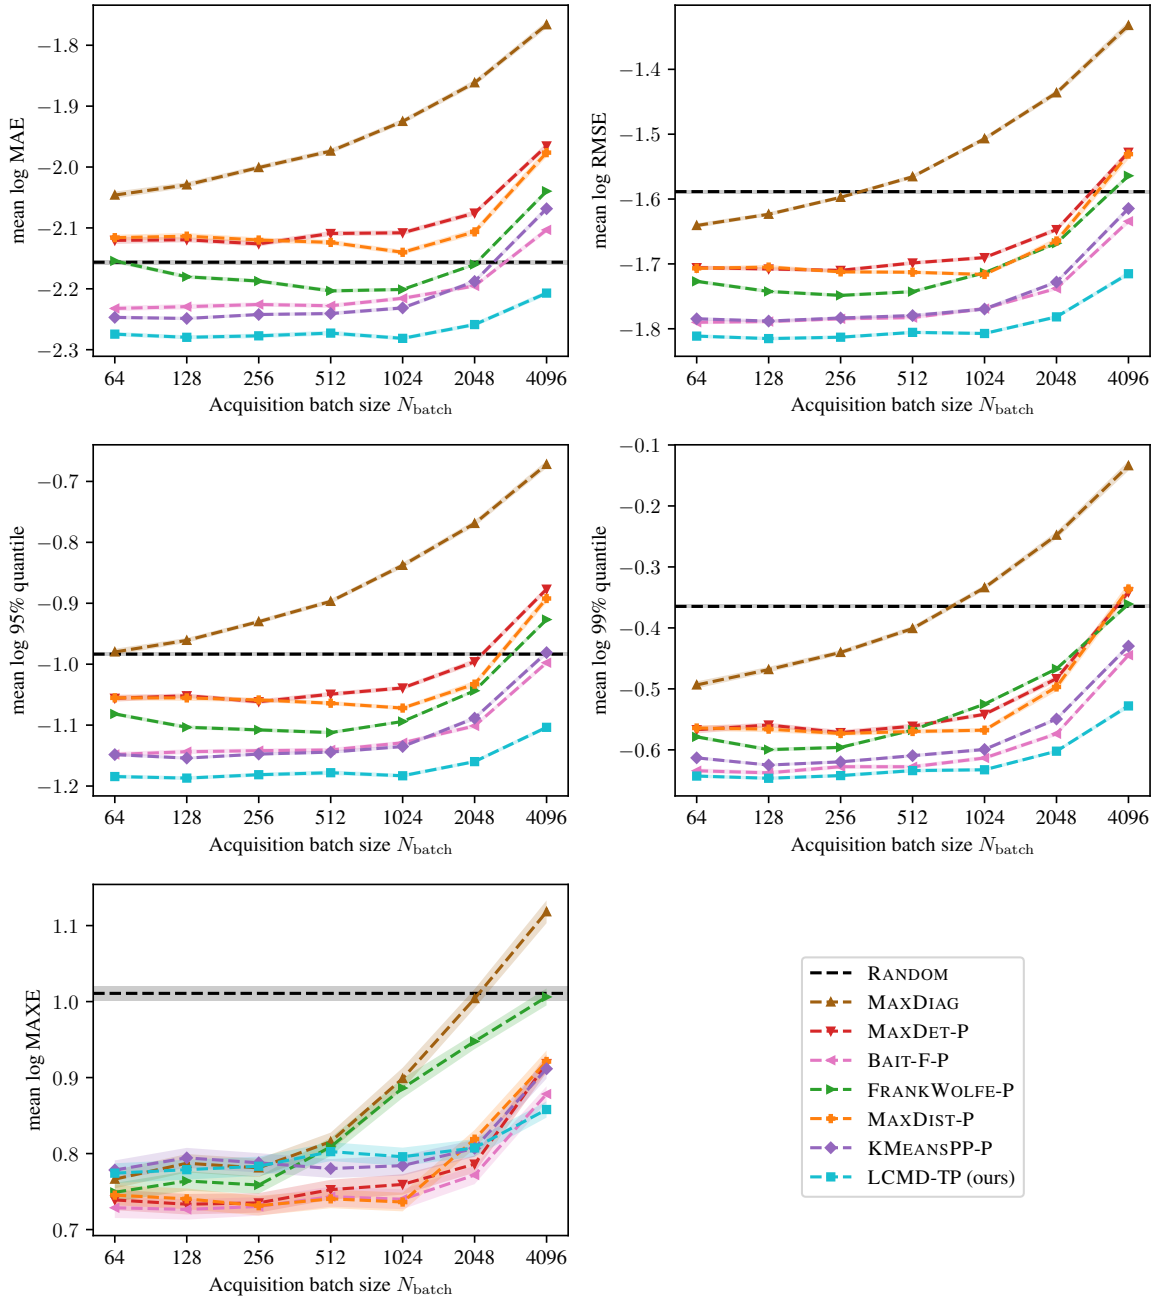 mean log MAE
−1.8
−1.9
−2.0
−2.1
−2.2
−2.3
64 128 256 512 1024 2048 4096
Acquisition batch size N_batch
mean log RMSE
−1.4
−1.5
−1.6
−1.7
−1.8
64 128 256 512 1024 2048 4096
Acquisition batch size N_batch
mean log 95% quantile
−0.7
−0.8
−0.9
−1.0
−1.1
−1.2
64 128 256 512 1024 2048 4096
Acquisition batch size N_batch
mean log 99% quantile
−0.1
−0.2
−0.3
−0.4
−0.5
−0.6
64 128 256 512 1024 2048 4096
Acquisition batch size N_batch
mean log MAXE
1.1
1.0
0.9
0.8
0.7
64 128 256 512 1024 2048 4096
Acquisition batch size N_batch
RANDOM
MAXDIAG
MAXDET-P
BAIT-F-P
FRANKWOLFE-P
MAXDIST-P
KMEANSPP-P
LCMD-TP (ours)